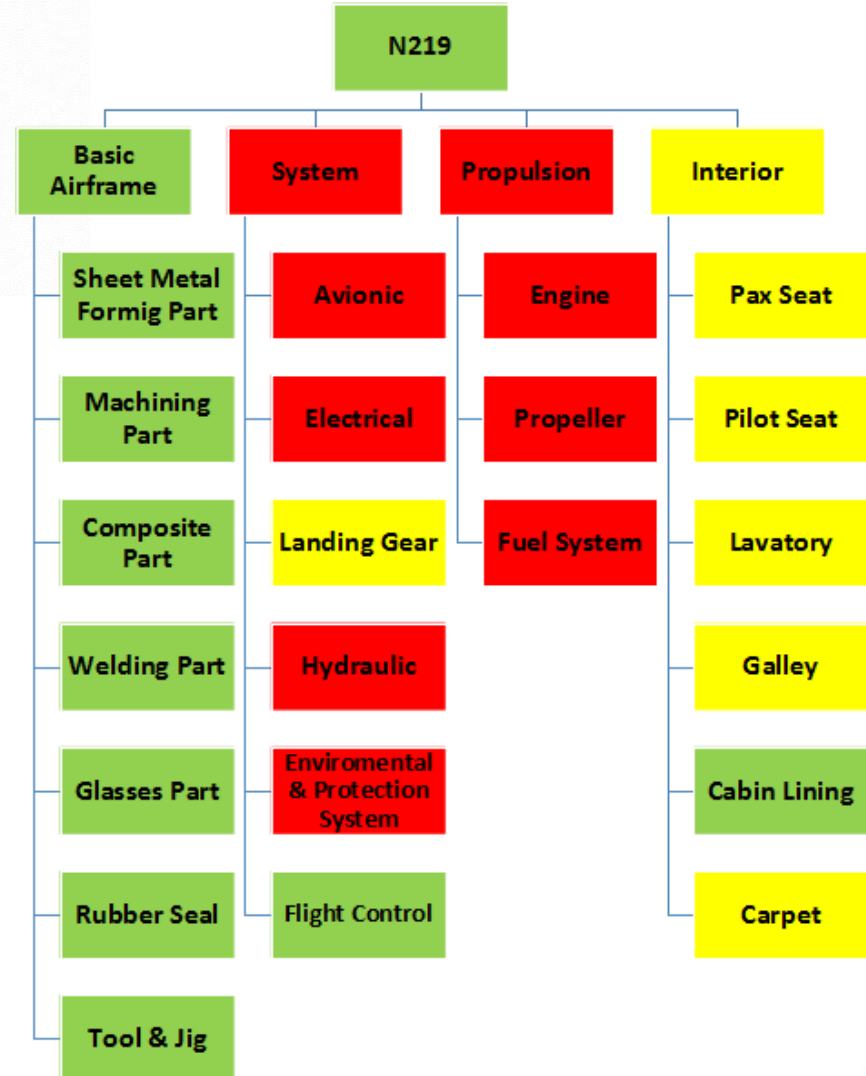 N219
Basic
Airframe
System
Propulsion
Interior
Sheet Metal
Formig Part
Avionic
Engine
Pax Seat
Machining
Part
Electrical
Propeller
Pilot Seat
Composite
Part
Landing Gear
Fuel System
Lavatory
Welding Part
Hydraulic
Galley
Glasses Part
Enviromental
& Protection
System
Cabin Lining
Rubber Seal
Flight Control
Carpet
Tool & Jig